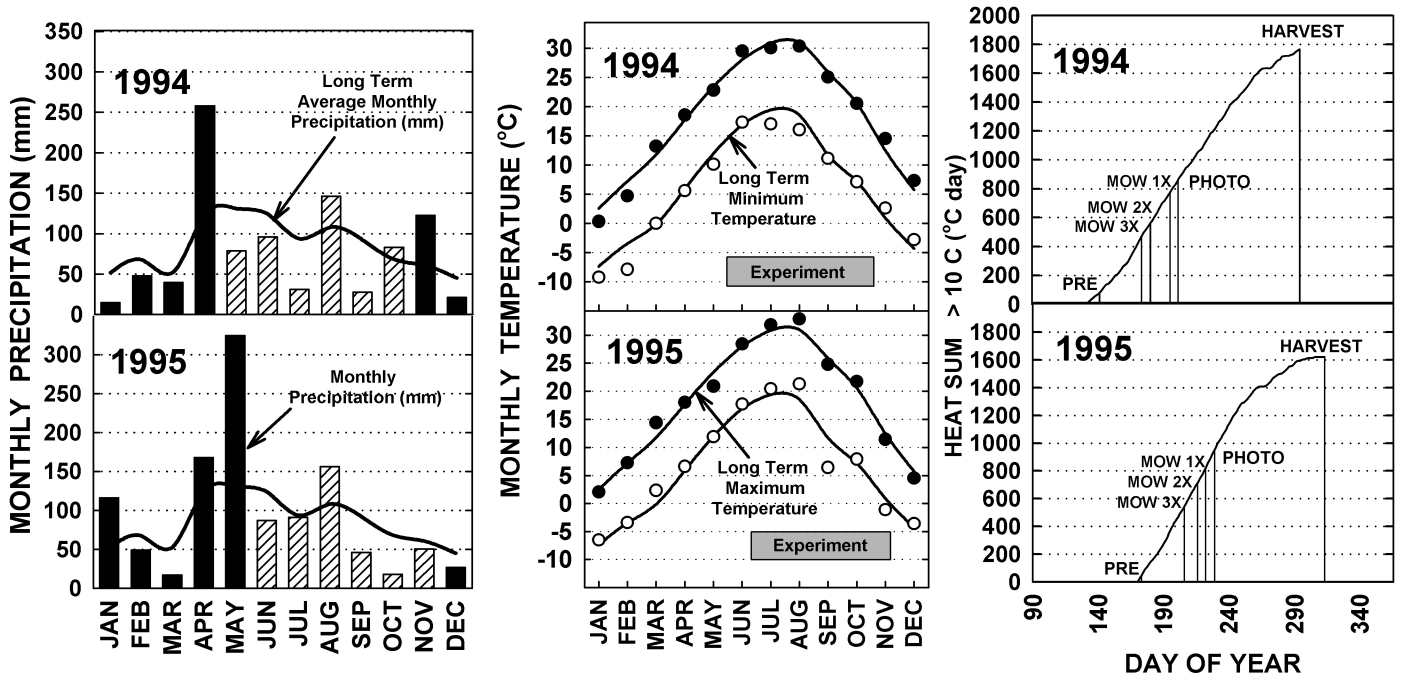 MONTHLY PRECIPITATION (mm)
350
300
250
200
150
100
50
0
1994
Long Term
Average Monthly
Precipitation (mm)
300
250
200
150
100
50
0
1995
Monthly
Precipitation (mm)
JAN
FEB
MAR
APR
MAY
JUN
JUL
AUG
SEP
OCT
NOV
DEC
MONTHLY TEMPERATURE (°C)
30
25
20
15
10
5
0
-5
-10
1994
Long Term
Minimum
Temperature
Experiment
30
25
20
15
10
5
0
-5
-10
1995
Long Term
Maximum
Temperature
Experiment
JAN
FEB
MAR
APR
MAY
JUN
JUL
AUG
SEP
OCT
NOV
DEC
HEAT SUM > 10 C (°C day)
2000
1800
1600
1400
1200
1000
800
600
400
200
0
1994
HARVEST
MOW 1X
PHOTO
MOW 2X
MOW 3X
PRE
1800
1600
1400
1200
1000
800
600
400
200
0
1995
HARVEST
MOW 1X
PHOTO
MOW 2X
MOW 3X
PRE
90
140
190
240
290
340
DAY OF YEAR